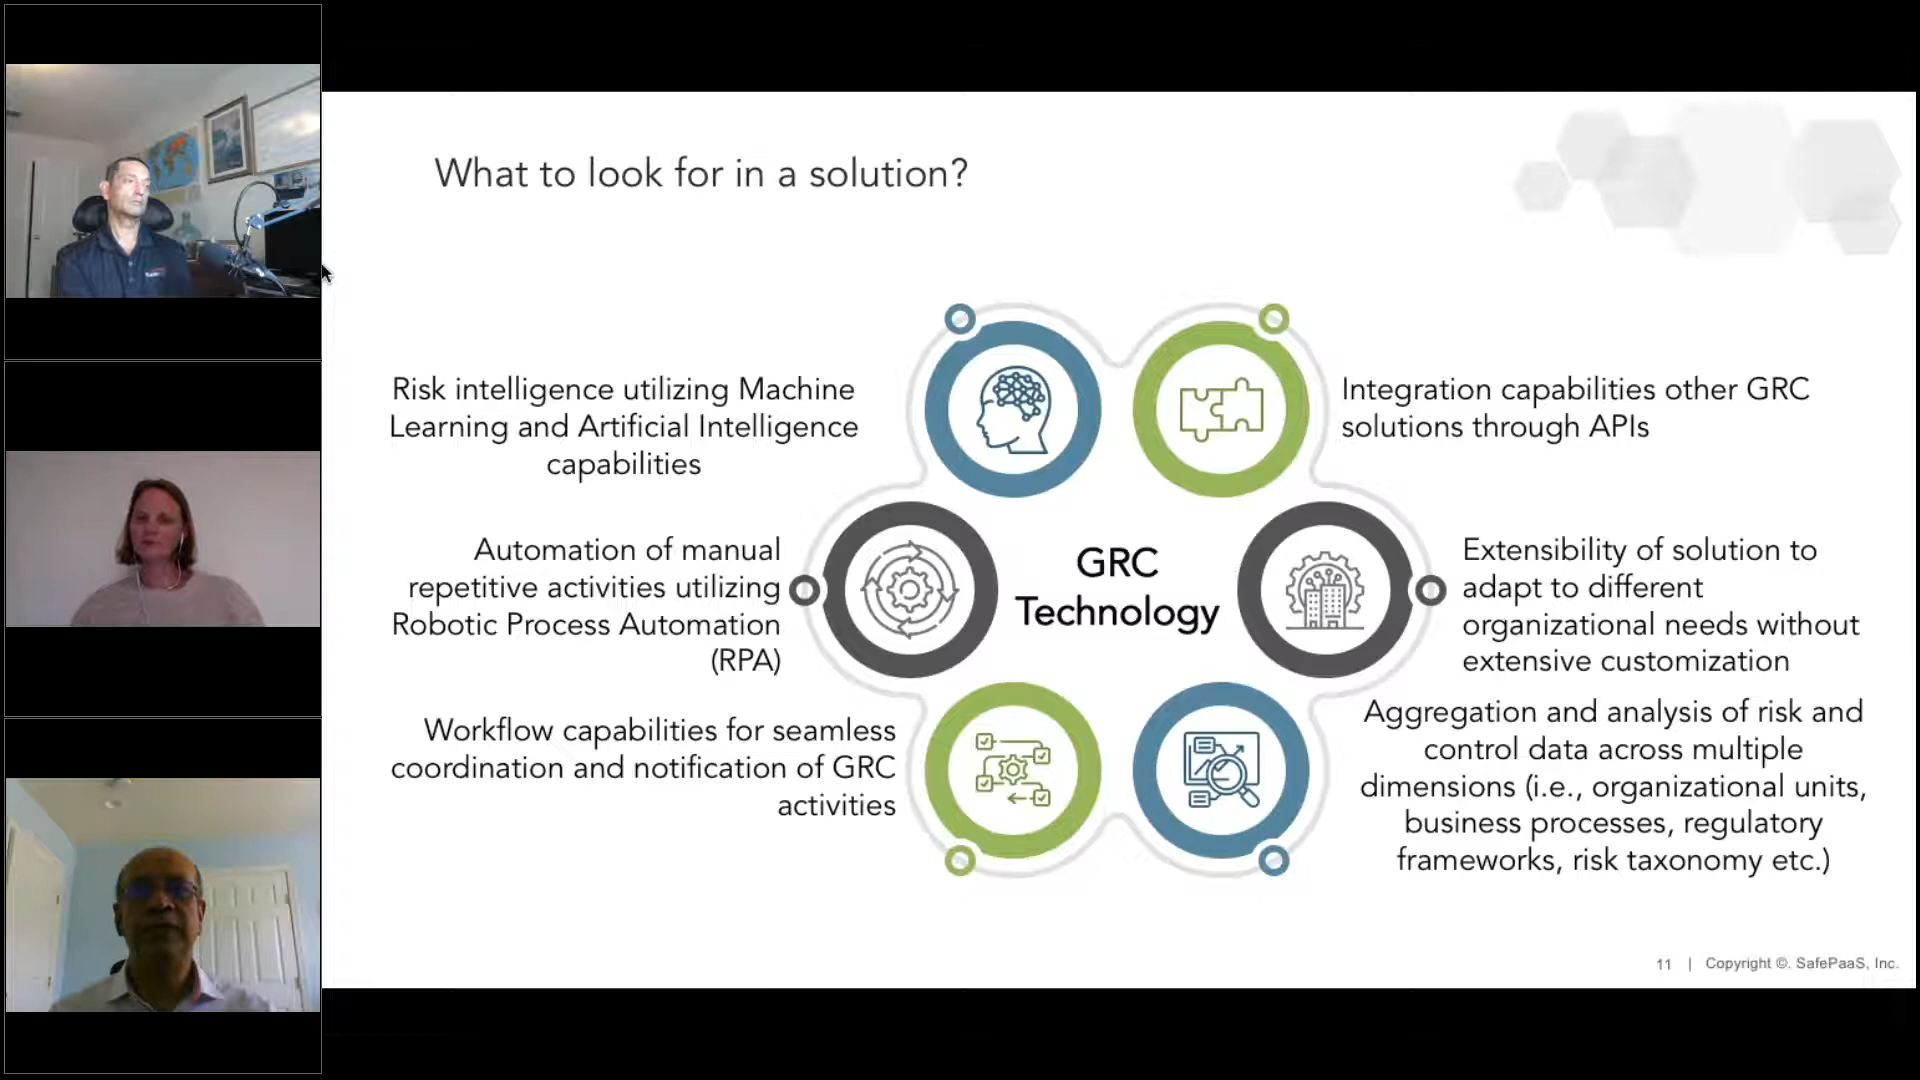 What to look for in a solution?
Risk intelligence utilizing Machine
Learning and Artificial Intelligence
capabilities
Integration capabilities other GRC
solutions through APIs
Automation of manual
repetitive activities utilizing
Robotic Process Automation
(RPA)
GRC
Technology
Extensibility of solution to
adapt to different
organizational needs without
extensive customization
Workflow capabilities for seamless
coordination and notification of GRC
activities
Aggregation and analysis of risk and
control data across multiple
dimensions (i.e., organizational units,
business processes, regulatory
frameworks, risk taxonomy etc.)
11 | Copyright ©. SafePaaS, Inc.